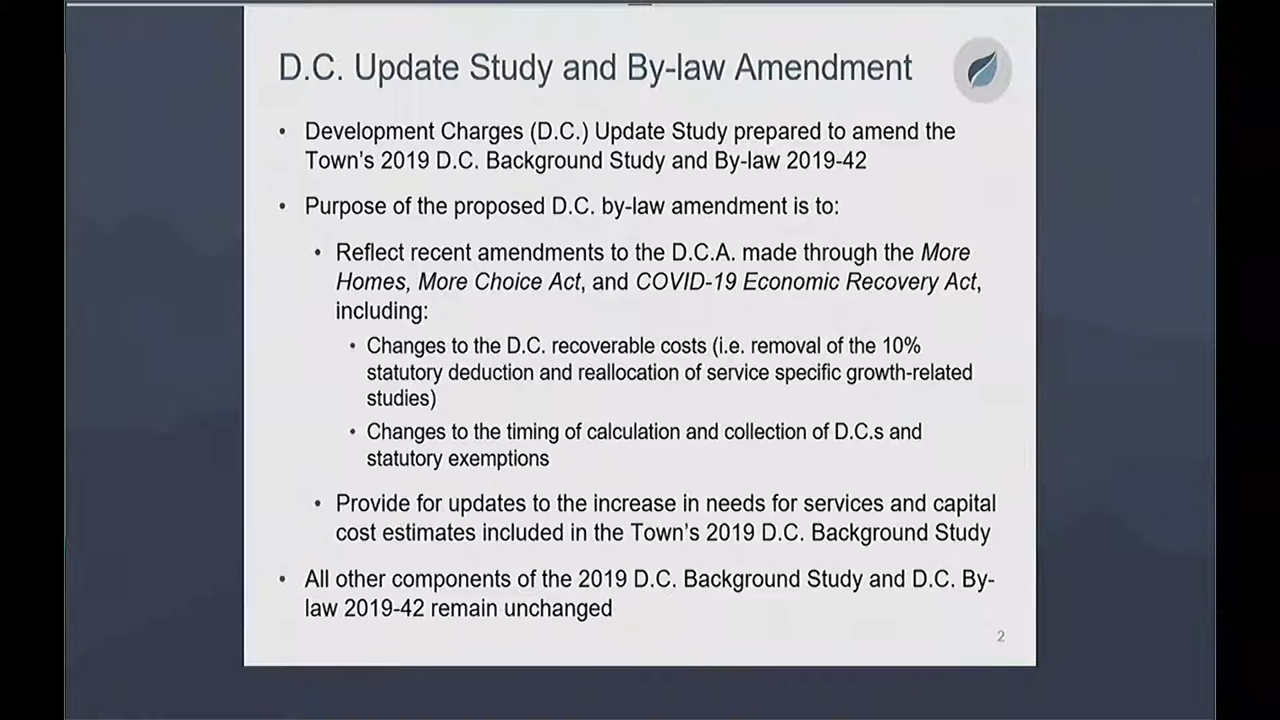 D.C. Update Study and By-law Amendment
• Development Charges (D.C.) Update Study prepared to amend the
Town's 2019 D.C. Background Study and By-law 2019-42
• Purpose of the proposed D.C. by-law amendment is to:
• Reflect recent amendments to the D.C.A. made through the More
Homes, More Choice Act, and COVID-19 Economic Recovery Act,
including:
• Changes to the D.C. recoverable costs (i.e. removal of the 10%
statutory deduction and reallocation of service specific growth-related
studies)
• Changes to the timing of calculation and collection of D.C.s and
statutory exemptions
• Provide for updates to the increase in needs for services and capital
cost estimates included in the Town's 2019 D.C. Background Study
• All other components of the 2019 D.C. Background Study and D.C. By-
law 2019-42 remain unchanged
2